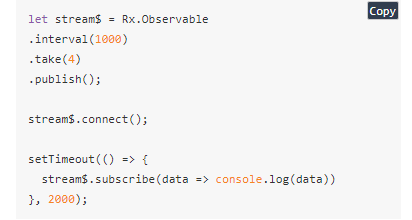 Copy
let stream$ = Rx.Observable
.interval(1000)
.take(4)
.publish();
stream$.connect();
setTimeout(() => {
  stream$.subscribe(data => console.log(data))
}, 2000);